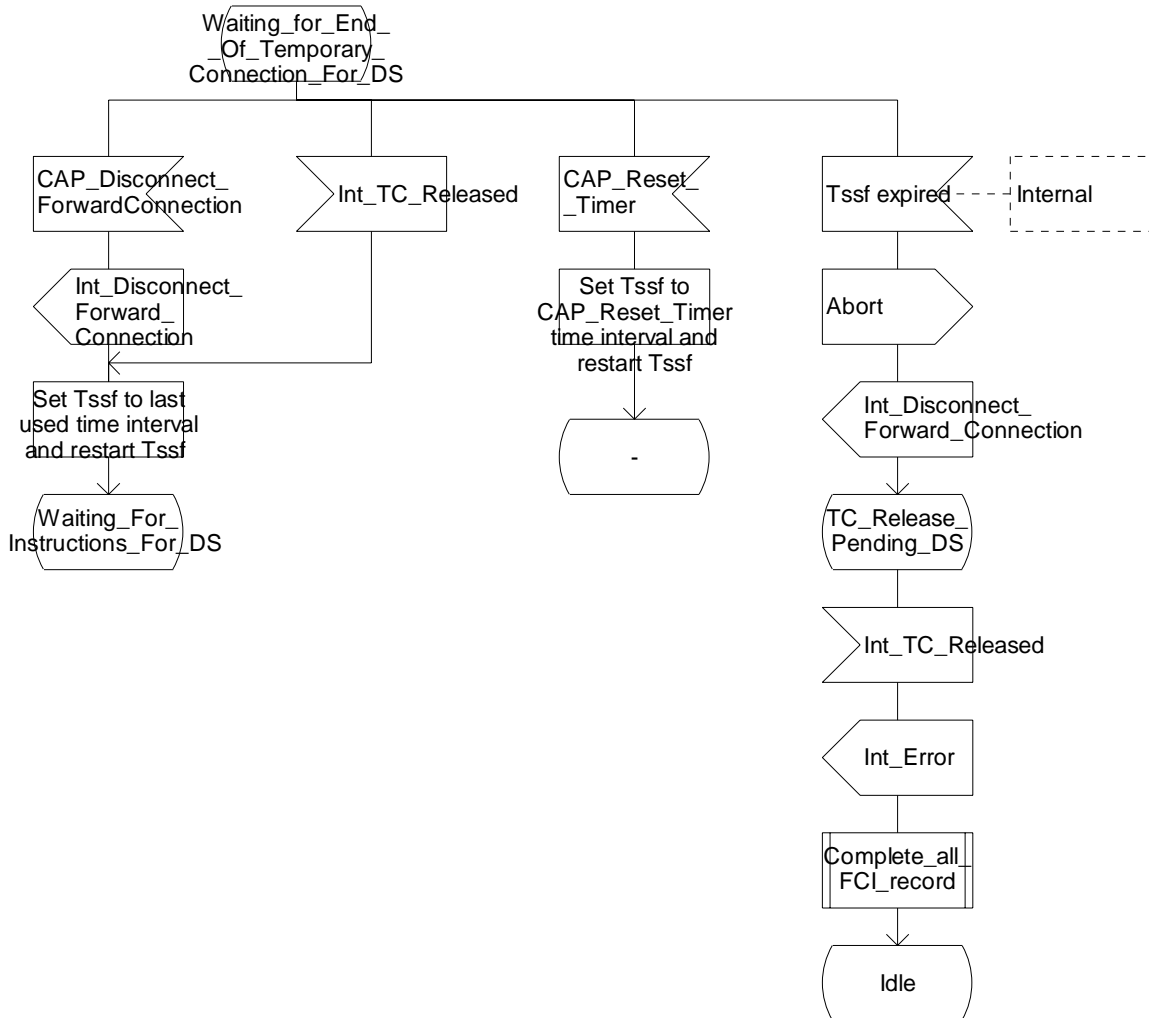 Waiting_for_End_
_Of_Temporary_
Connection_For_DS
CAP_Disconnect_
ForwardConnection
Int_TC_Released
CAP_Reset_
_Timer
Tssf expired
Internal
Int_Disconnect_
Forward_
Connection
Set Tssf to
CAP_Reset_Timer
time interval and
restart Tssf
Abort
Set Tssf to last
used time interval
and restart Tssf
-
Int_Disconnect_
Forward_Connection
Waiting_For_
Instructions_For_DS
TC_Release_
Pending_DS
Int_TC_Released
Int_Error
Complete_all_
FCI_record
Idle